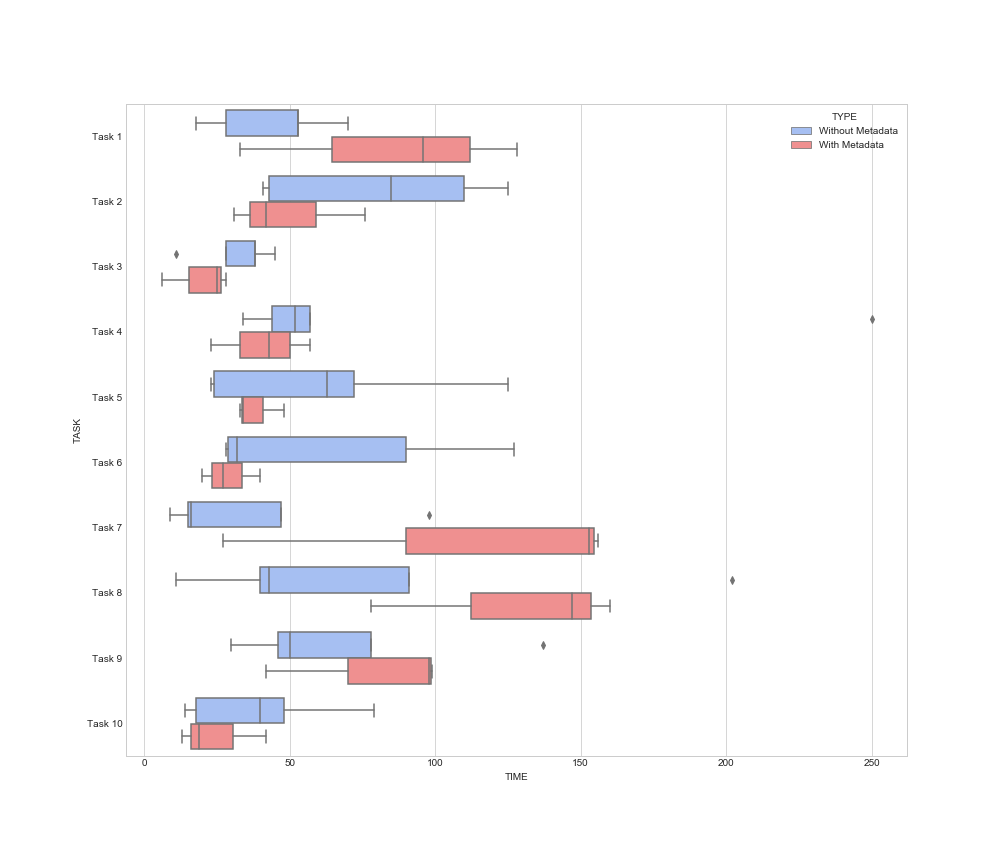 TYPE
Without Metadata
With Metadata
Task 1
Task 2
Task 3
Task 4
Task 5
Task 6
Task 7
Task 8
Task 9
Task 10
TASK
0 50 100 150 200 250
TIME